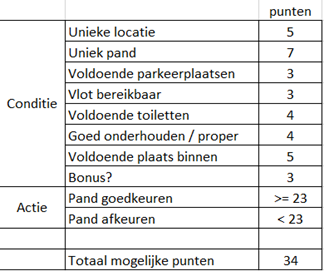 punten
Unieke locatie 5
Uniek pand 7
Voldoende parkeerplaatsen 3
Vlot bereikbaar 3
Conditie Voldoende toiletten 4
Goed onderhouden / proper 4
Voldoende plaats binnen 5
Bonus? 3
Actie Pand goedkeuren >= 23
Pand afkeuren < 23
Totaal mogelijke punten 34